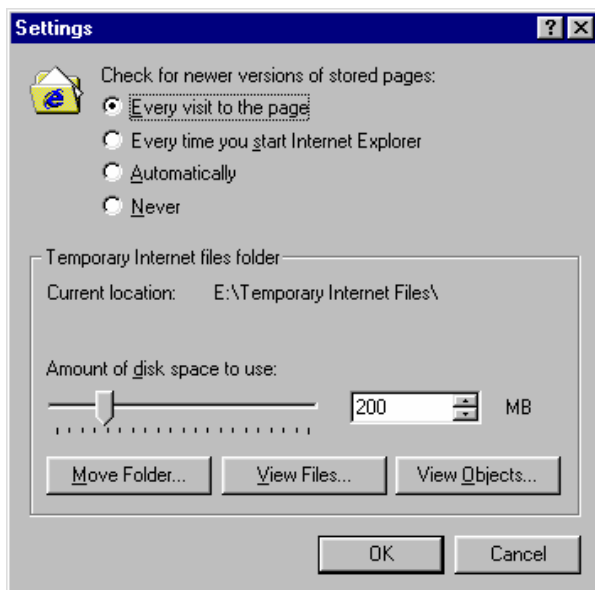 Settings
Check for newer versions of stored pages:
Every visit to the page
Every time you start Internet Explorer
Automatically
Never
Temporary Internet files folder
Current location: E:\Temporary Internet Files\
Amount of disk space to use:
200 MB
Move Folder... View Files... View Objects...
OK Cancel